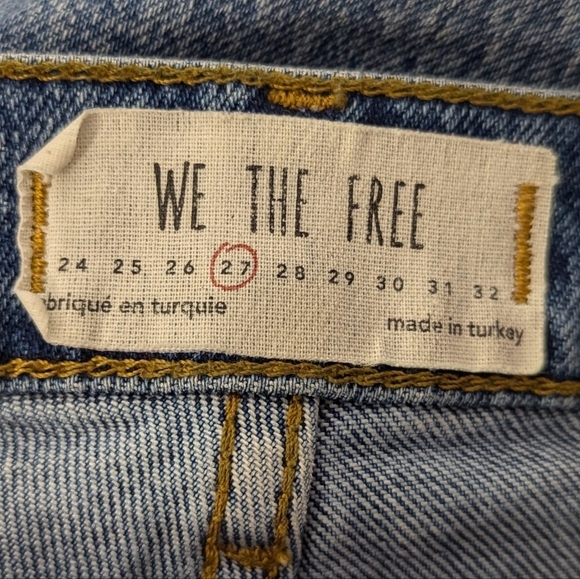 WE THE FREE
24 25 26 27 28 29 30 31 32
briqué en turquie
made in turkey